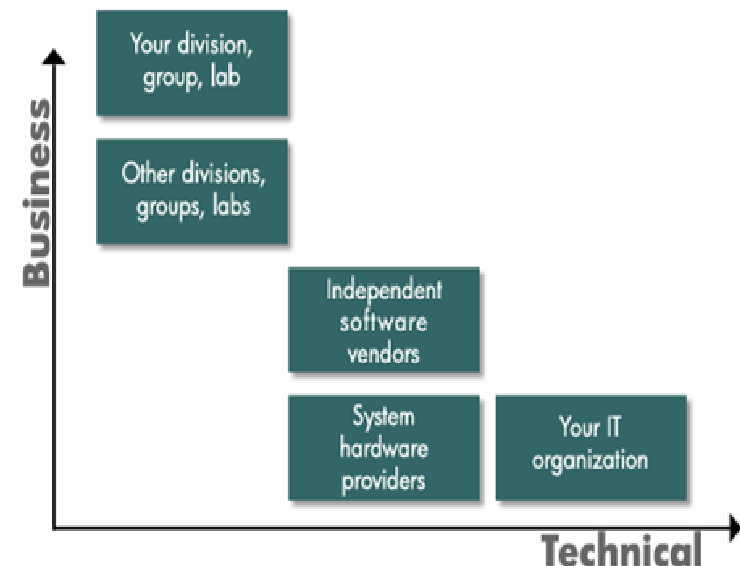 Your division,
group, lab
Business
Other divisions,
groups, labs
Independent
software
vendors
System
hardware
providers
Your IT
organization
Technical